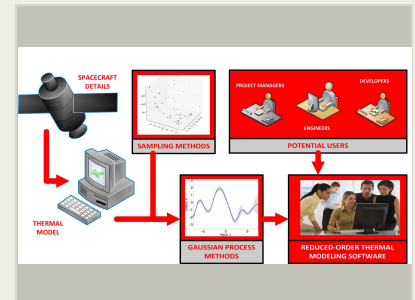 SPACECRAFT
DETAILS
PROJECT MANAGERS
DEVELOPERS
ENGINEERS
SAMPLING METHODS
POTENTIAL USERS
THERMAL
MODEL
GAUSSIAN PROCESS
METHODS
REDUCED-ORDER THERMAL
MODELING SOFTWARE